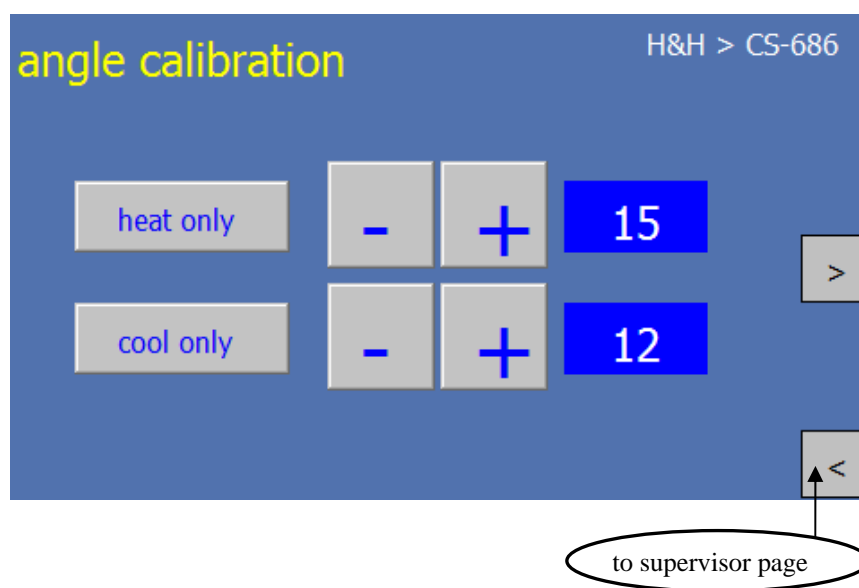 angle calibration
H&H > CS-686
heat only - + 15
>
cool only - + 12
<
to supervisor page